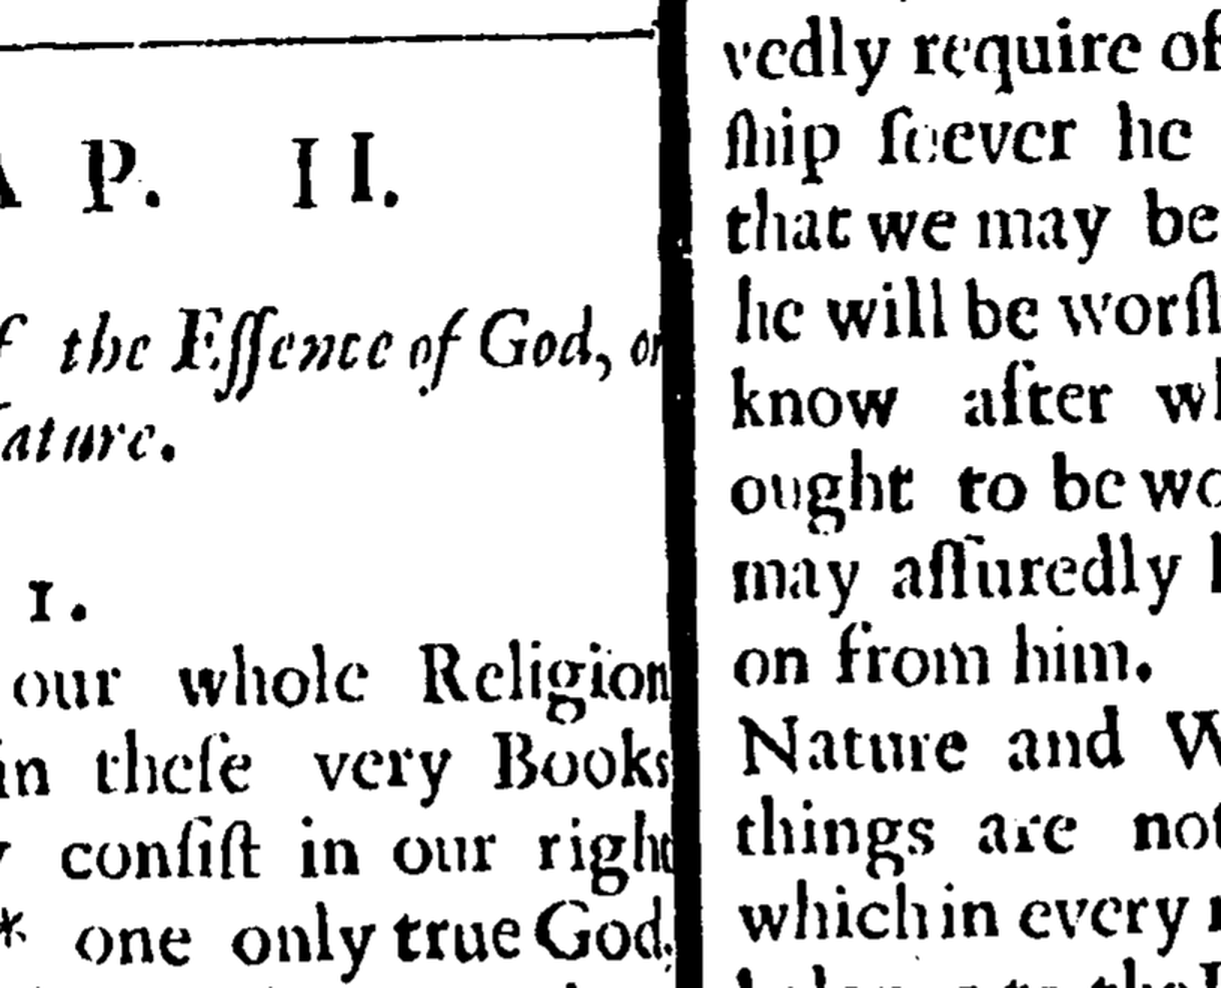 P. II.
the Eſſence of God, or
ature.
1.
our whole Religion
in theſe very Books
conſiſt in our right
* one only true God,
vedly require of
ſhip ſoever he
that we may be
he will be worſh
know after wh
ought to be wo
may aſſuredly
on from him.
Nature and W
things are not
which in every